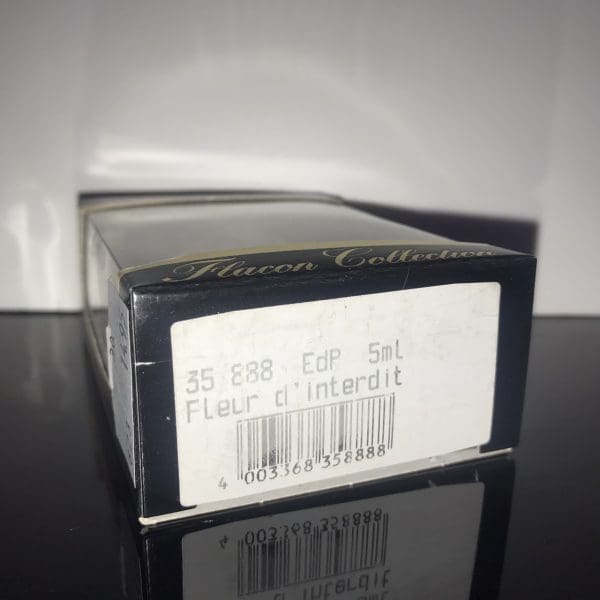 Flacon Collection
35 888 EdP 5ml
Fleur d'interdit
4 003368 358888